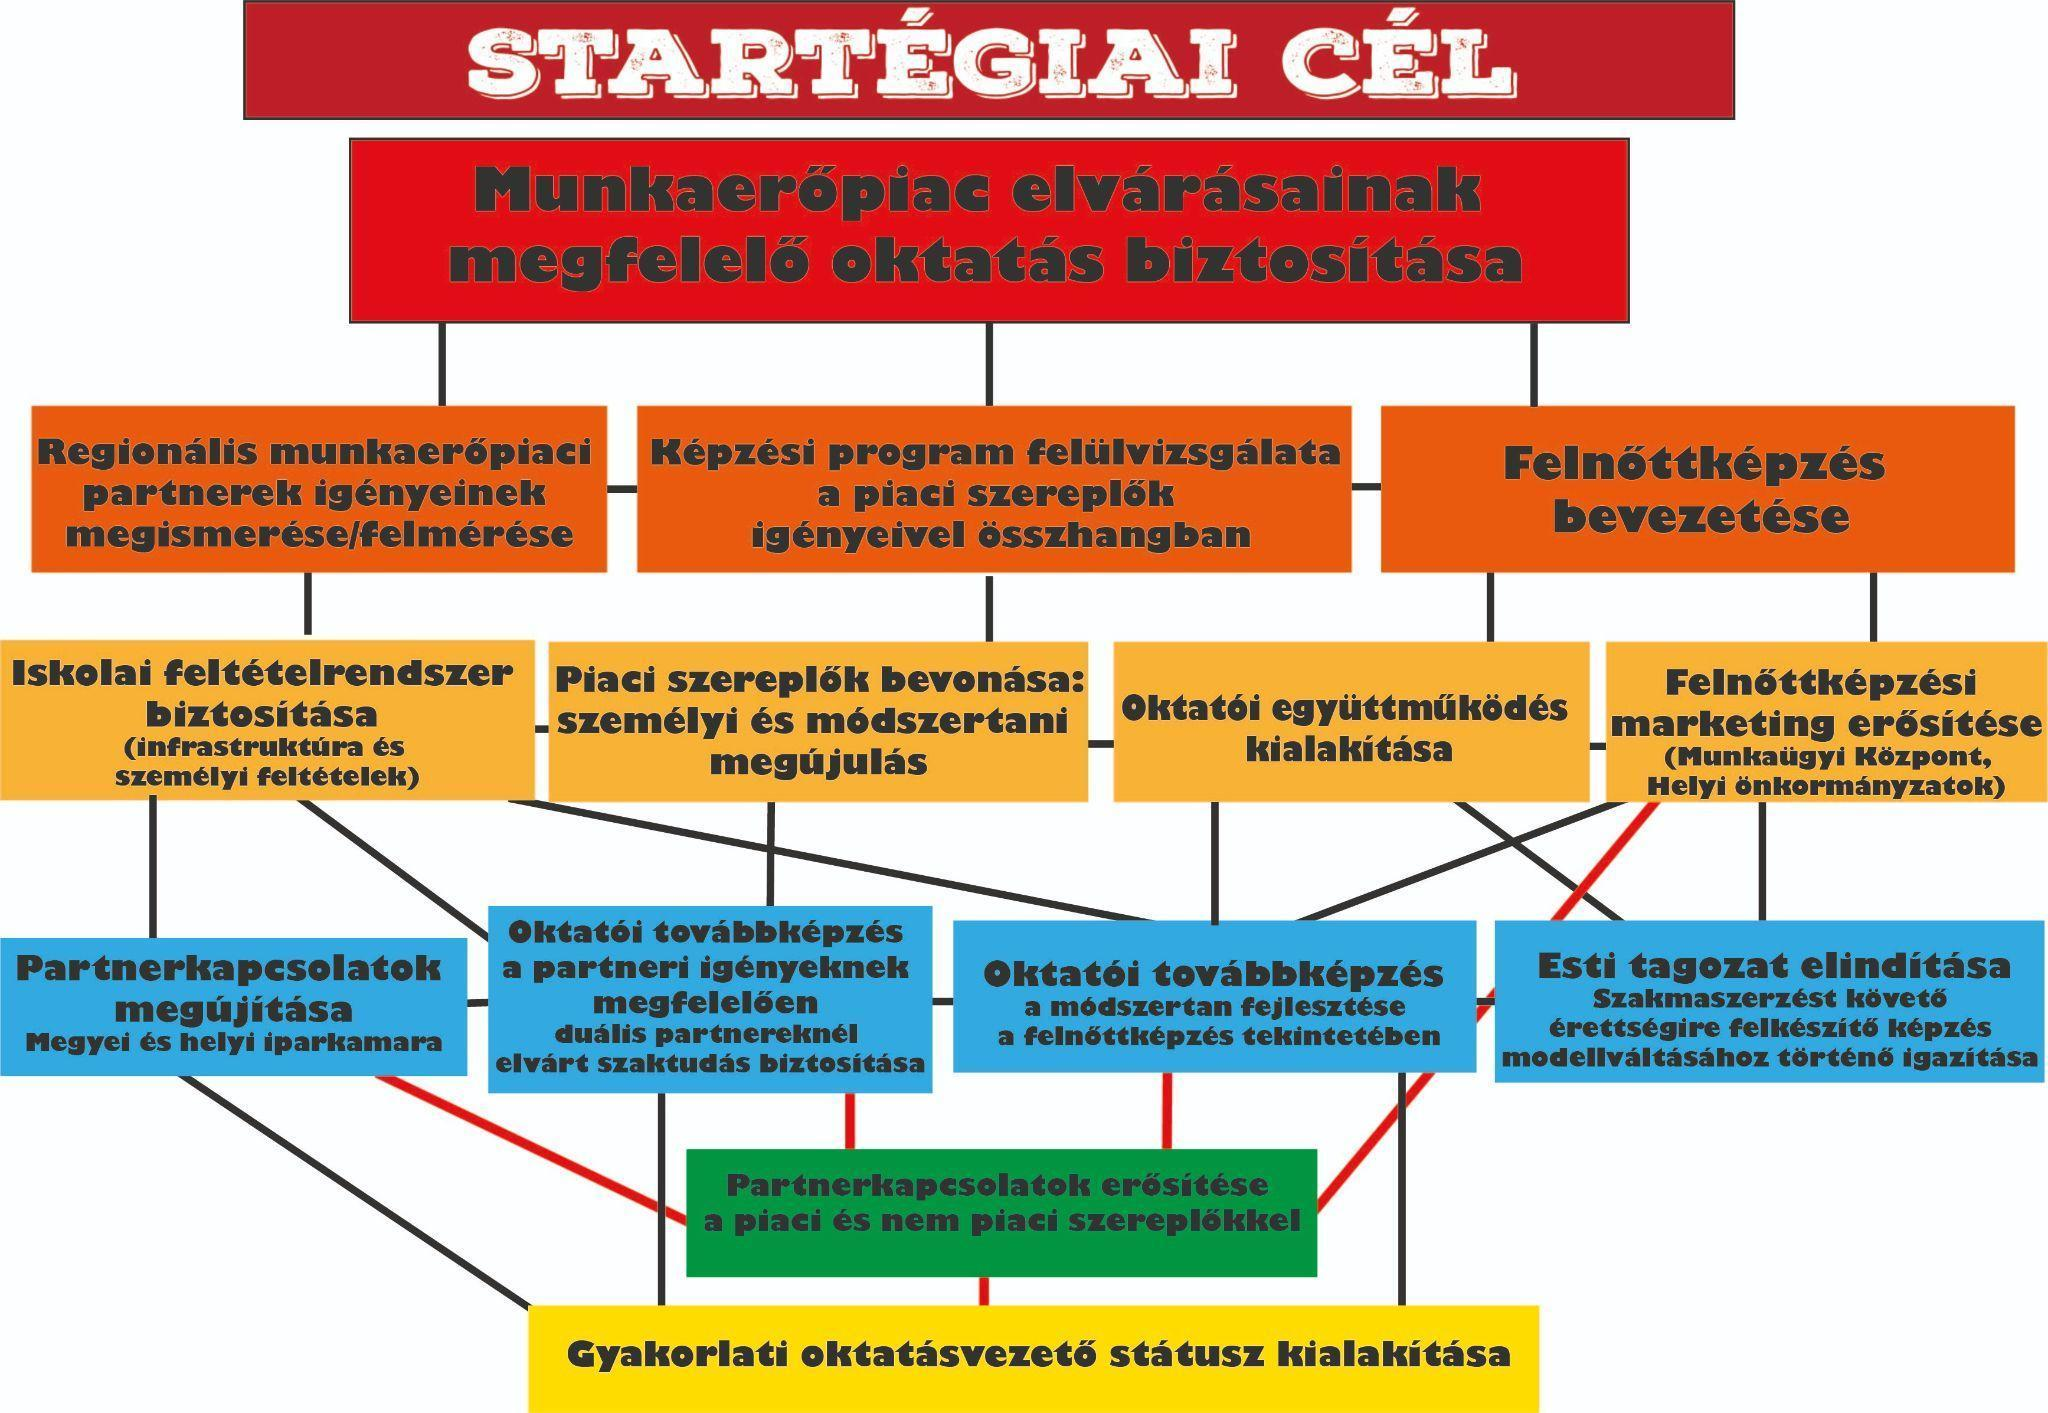 STARTÉGIAI CÉL
Munkaerőpiac elvárásainak
megfelelő oktatás biztosítása
Regionális munkaerőpiaci
partnerek igényeinek
megismerése/felmérése
Képzési program felülvizsgálata
a piaci szereplők
igényeivel összhangban
Felnőttképzés
bevezetése
Iskolai feltételrendszer
biztosítása
(infrastruktúra és
személyi feltételek)
Piaci szereplők bevonása:
személyi és módszertani
megújulás
Oktatói együttműködés
kialakítása
Felnőttképzési
marketing erősítése
(Munkaügyi Központ,
Helyi önkormányzatok)
Partnerkapcsolatok
megújítása
Megyei és helyi iparkamara
Oktatói továbbképzés
a partneri igényeknek
megfelelően
duális partnereknél
elvárt szaktudás biztosítása
Oktatói továbbképzés
a módszertan fejlesztése
a felnőttképzés tekintetében
Esti tagozat elindítása
Szakmaszerzést követő
érettségire felkészítő képzés
modellváltásához történő igazítása
Partnerkapcsolatok erősítése
a piaci és nem piaci szereplőkkel
Gyakorlati oktatásvezető státusz kialakítása